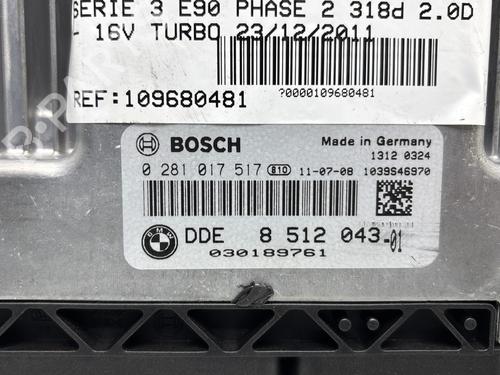 SERIE 3 E90 PHASE 2 318d 2.0D
- 16V TURBO 23/12/2011
REF:109680481
?0000109680481
BOSCH
Made in Germany
1312 0324
0 281 017 517 810 11-07-08 1039S46970
BMW DDE 8 512 043-01
030189761